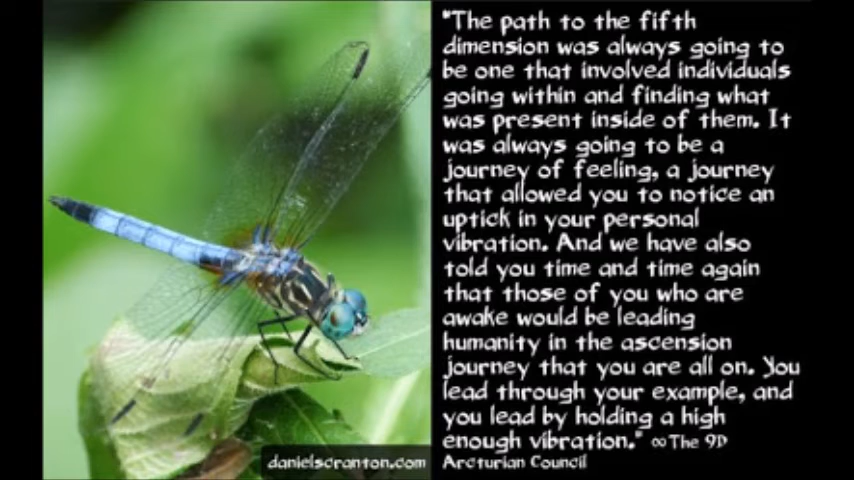 "The path to the fifth
dimension was always going to
be one that involved individuals
going within and finding what
was present inside of them. It
was always going to be a
journey of feeling, a journey
that allowed you to notice an
uptick in your personal
vibration. And we have also
told you time and time again
that those of you who are
awake would be leading
humanity in the ascension
journey that you are all on. You
lead through your example, and
you lead by holding a high
enough vibration." ∞The 9D
Arcturian Council
danielscranton.com